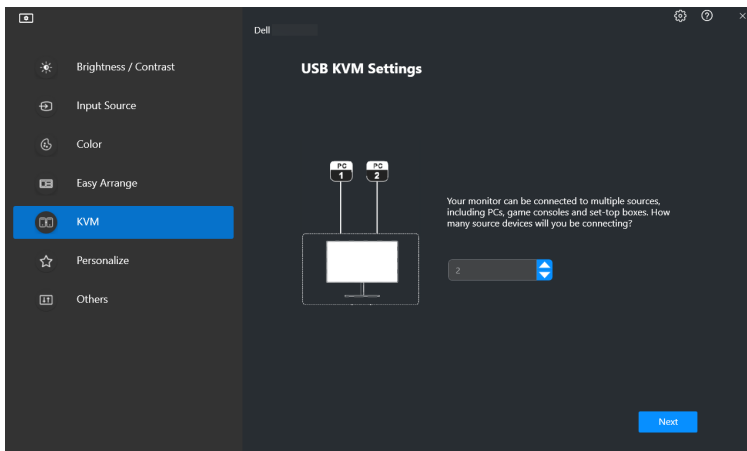 Dell
Brightness / Contrast
Input Source
Color
Easy Arrange
KVM
Personalize
Others
USB KVM Settings
PC
1
PC
2
Your monitor can be connected to multiple sources,
including PCs, game consoles and set-top boxes. How
many source devices will you be connecting?
2
Next